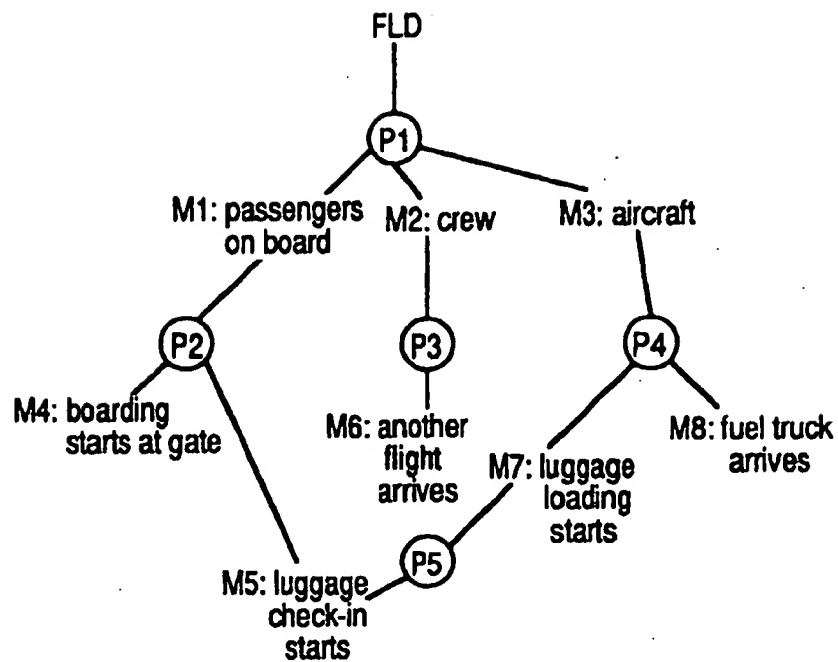 FLD
P1
M1: passengers
on board
M2: crew
M3: aircraft
P2
P3
P4
M4: boarding
starts at gate
M6: another
flight
arrives
M7: luggage
loading
starts
M8: fuel truck
arrives
P5
M5: luggage
check-in
starts